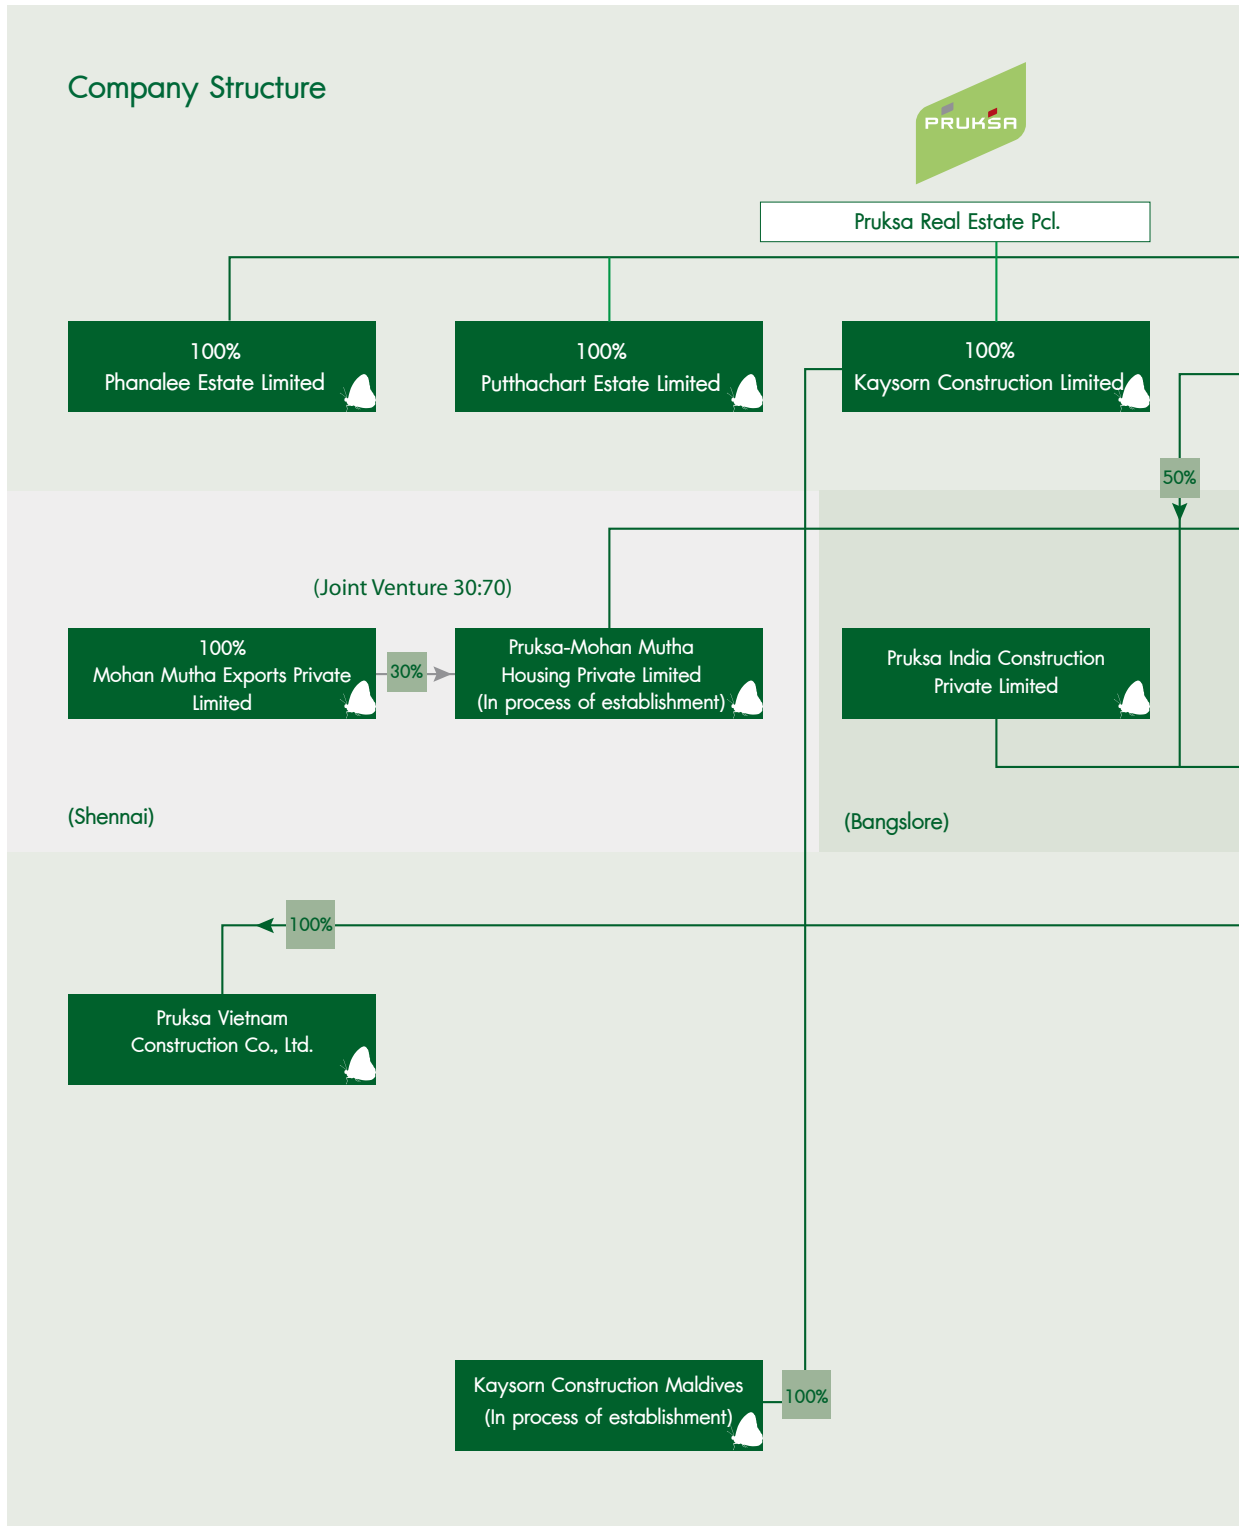 Company Structure
PRUKSA
Pruksa Real Estate Pcl.
100%
Phanalee Estate Limited
100%
Putthachart Estate Limited
100%
Kaysorn Construction Limited
50%
(Joint Venture 30:70)
100%
Mohan Mutha Exports Private
Limited
30%
Pruksa-Mohan Mutha
Housing Private Limited
(In process of establishment)
Pruksa India Construction
Private Limited
(Shennai)
(Bangslore)
100%
Pruksa Vietnam
Construction Co., Ltd.
Kaysorn Construction Maldives
(In process of establishment)
100%